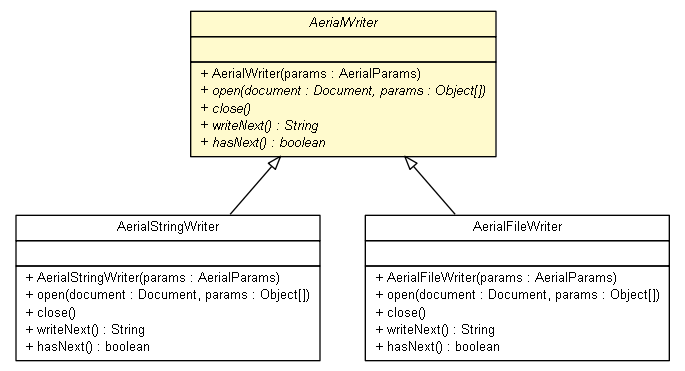 AerialWriter
+ AerialWriter(params : AerialParams)
+ open(document : Document, params : Object[])
+ close()
+ writeNext() : String
+ hasNext() : boolean
AerialStringWriter
+ AerialStringWriter(params : AerialParams)
+ open(document : Document, params : Object[])
+ close()
+ writeNext() : String
+ hasNext() : boolean
AerialFileWriter
+ AerialFileWriter(params : AerialParams)
+ open(document : Document, params : Object[])
+ close()
+ writeNext() : String
+ hasNext() : boolean